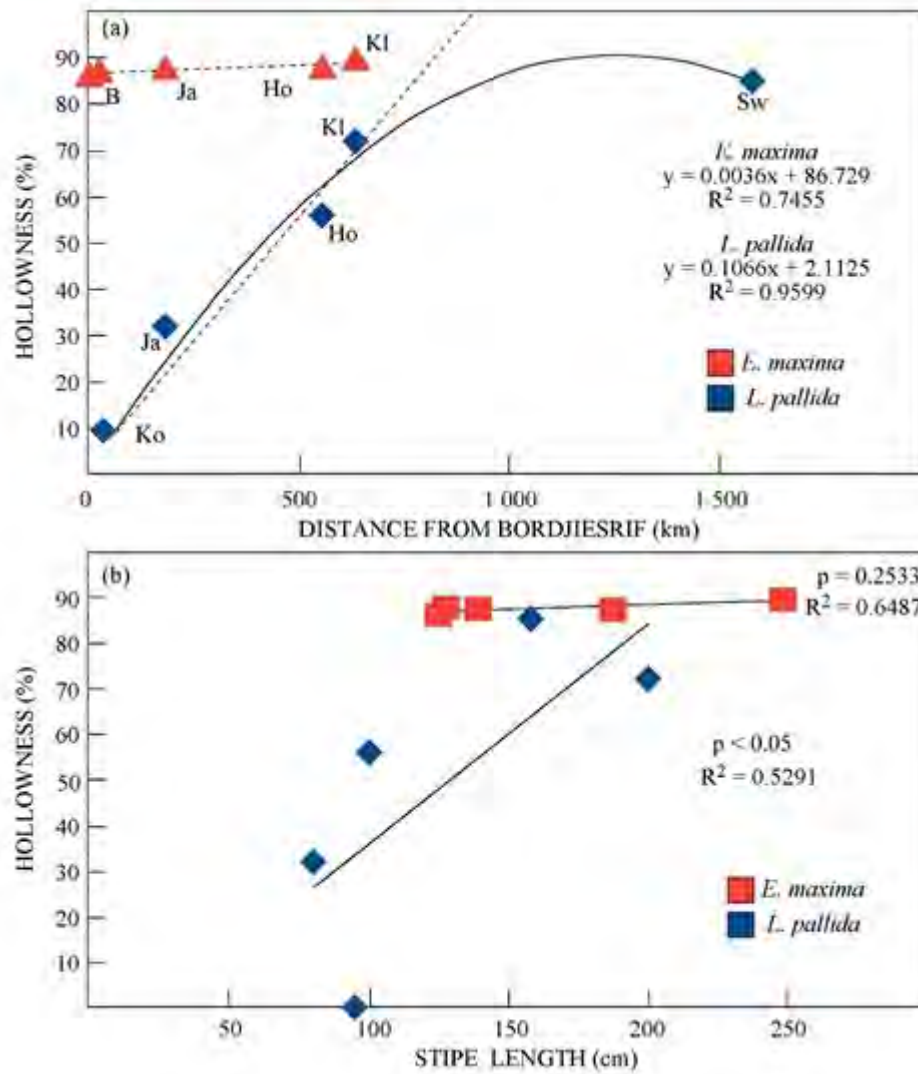 (a)
90
80
70
60
50
40
30
20
10
HOLLOWNESS (%)
B
Ja
Ho
Kl
Kl
Ho
Ja
Ko
Sw
E. maxima
y = 0.0036x + 86.729
R² = 0.7455
L. pallida
y = 0.1066x + 2.1125
R² = 0.9599
E. maxima
L. pallida
0 500 1 000 1 500
DISTANCE FROM BORDJIESRIF (km)
(b)
90
80
70
60
50
40
30
20
10
HOLLOWNESS (%)
p = 0.2533
R² = 0.6487
p < 0.05
R² = 0.5291
E. maxima
L. pallida
50 100 150 200 250
STIPE LENGTH (cm)